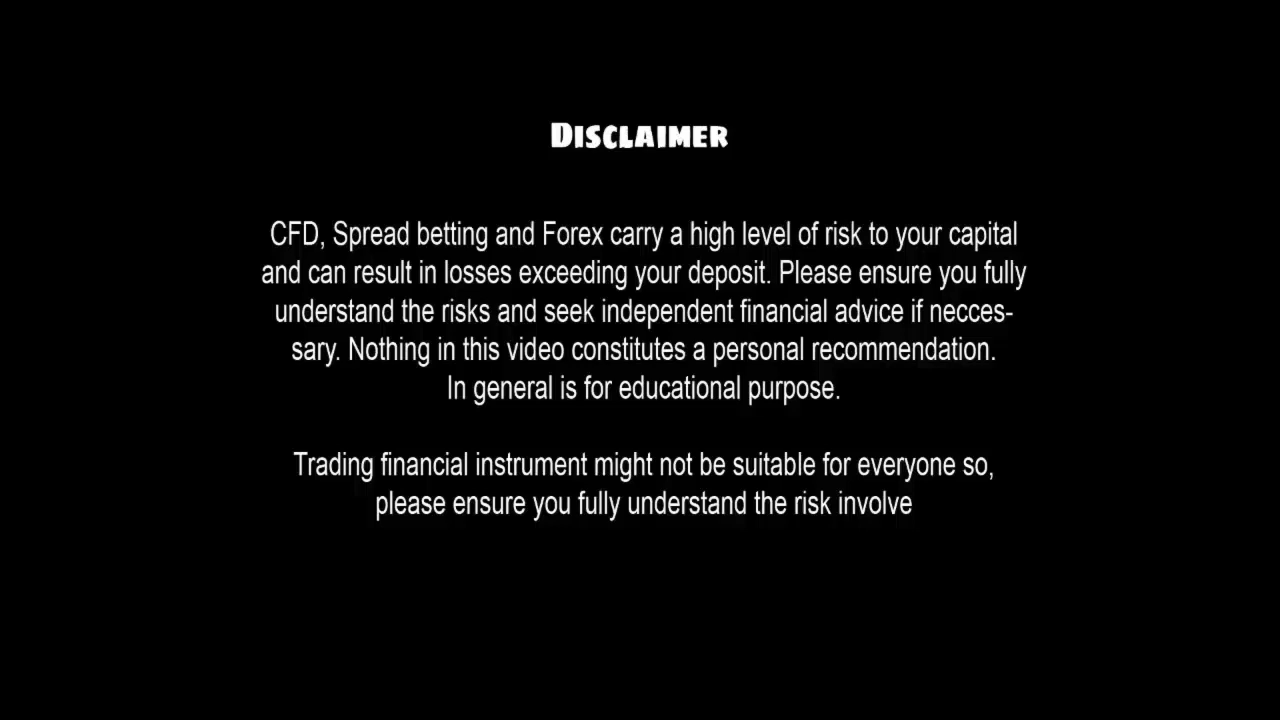 DISCLAIMER
CFD, Spread betting and Forex carry a high level of risk to your capital
and can result in losses exceeding your deposit. Please ensure you fully
understand the risks and seek independent financial advice if necces-
sary. Nothing in this video constitutes a personal recommendation.
In general is for educational purpose.
Trading financial instrument might not be suitable for everyone so,
please ensure you fully understand the risk involve